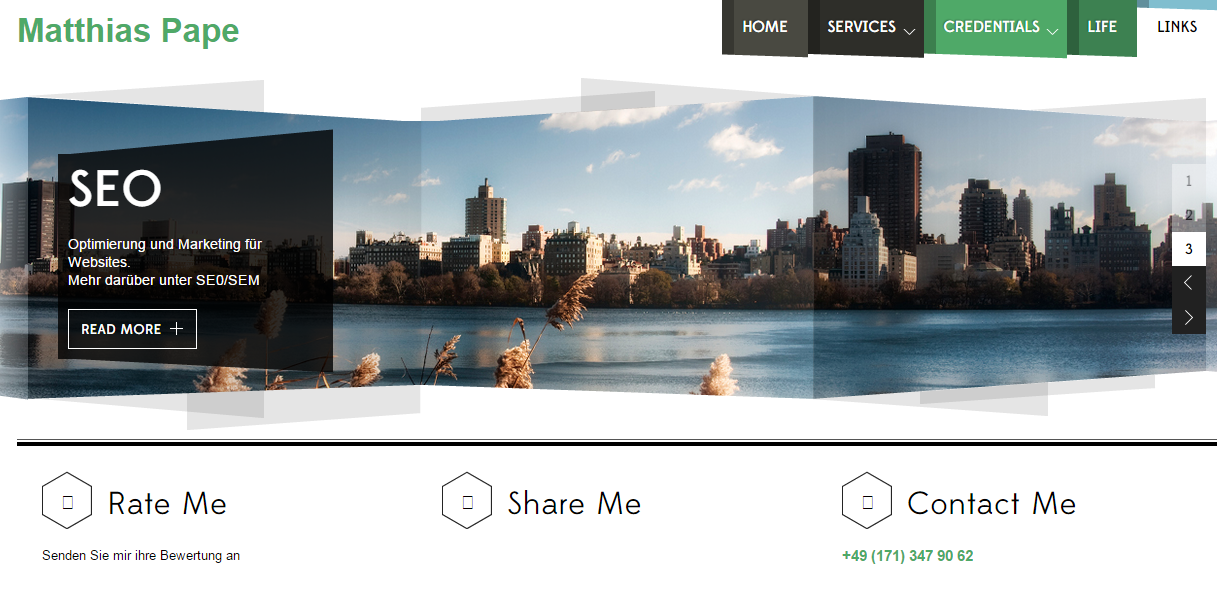 Matthias Pape
HOME
SERVICES
CREDENTIALS
LIFE
LINKS
SEO
Optimierung und Marketing für
Websites.
Mehr darüber unter SE0/SEM
READ MORE
1
2
3
Rate Me
Share Me
Contact Me
Senden Sie mir ihre Bewertung an
+49 (171) 347 90 62